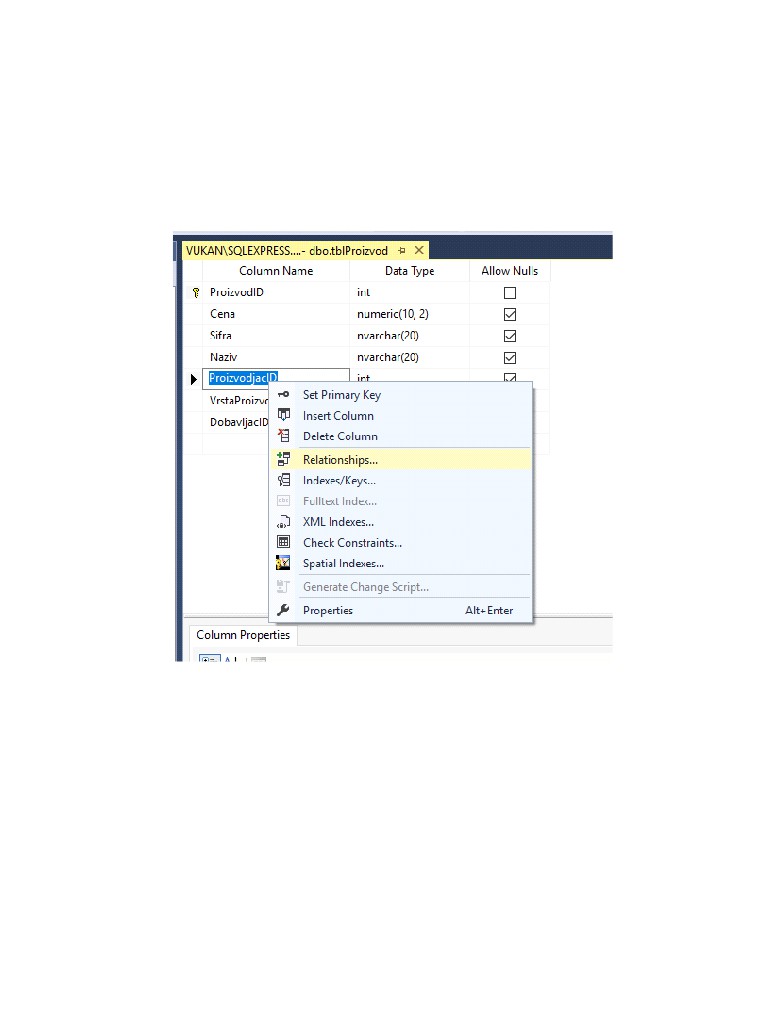 VUKAN\SQLEXPRESS....- dbo.tblProizvod
Column Name Data Type Allow Nulls
ProizvodID int
Cena numeric(10, 2)
Sifra nvarchar(20)
Naziv nvarchar(20)
ProizvodjacID int
VrstaProizvo
DobavljacID
Set Primary Key
Insert Column
Delete Column
Relationships...
Indexes/Keys...
Fulltext Index...
XML Indexes...
Check Constraints...
Spatial Indexes...
Generate Change Script...
Properties Alt+Enter
Column Properties